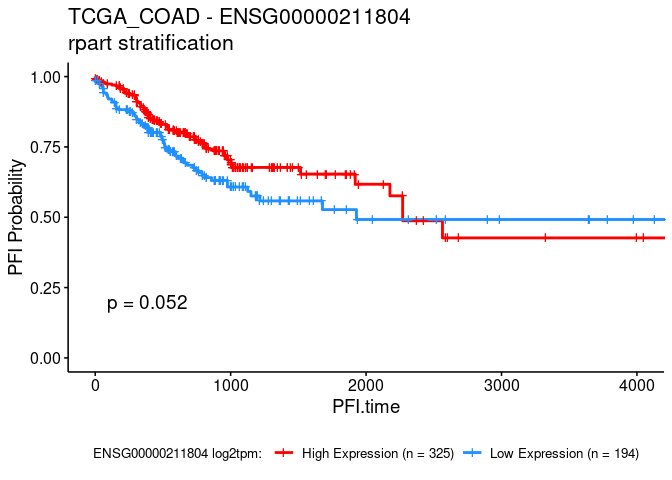 TCGA_COAD - ENSG00000211804
rpart stratification
1.00
0.75
0.50
0.25
0.00
PFI Probability
p = 0.052
0 1000 2000 3000 4000
PFI.time
ENSG00000211804 log2tpm: High Expression (n = 325) Low Expression (n = 194)